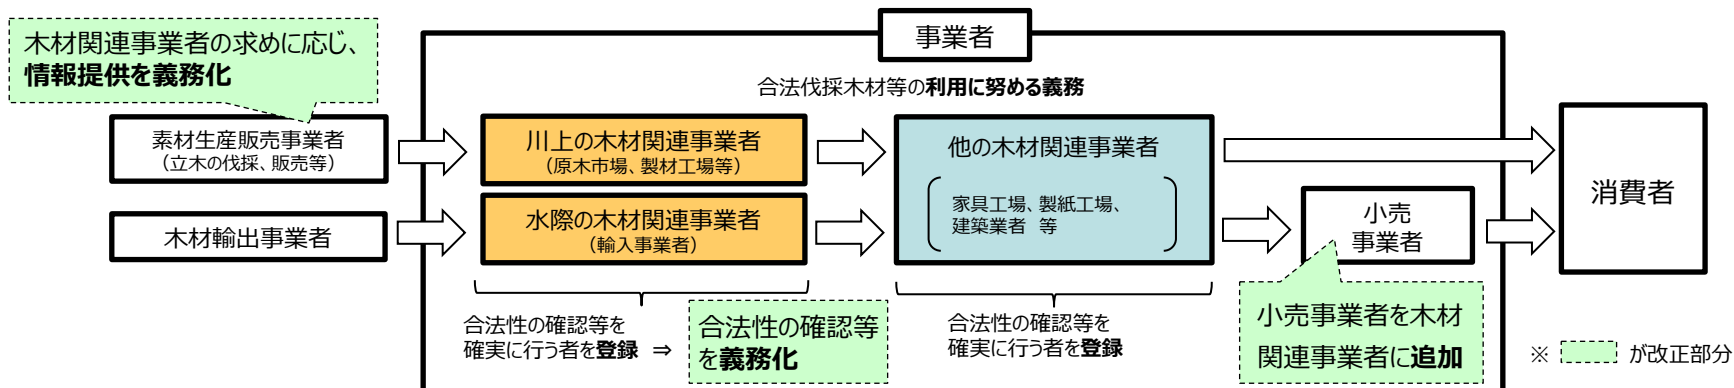 木材関連事業者の求めに応じ、
情報提供を義務化
事業者
合法伐採木材等の利用に努める義務
素材生産販売事業者
（立木の伐採、販売等）
川上の木材関連事業者
（原木市場、製材工場等）
他の木材関連事業者
家具工場、製紙工場、
建築業者 等
消費者
木材輸出事業者
水際の木材関連事業者
（輸入事業者）
小売
事業者
合法性の確認等を
確実に行う者を登録 ⇒
合法性の確認等
を義務化
合法性の確認等を
確実に行う者を登録
小売事業者を木材
関連事業者に追加
※ が改正部分